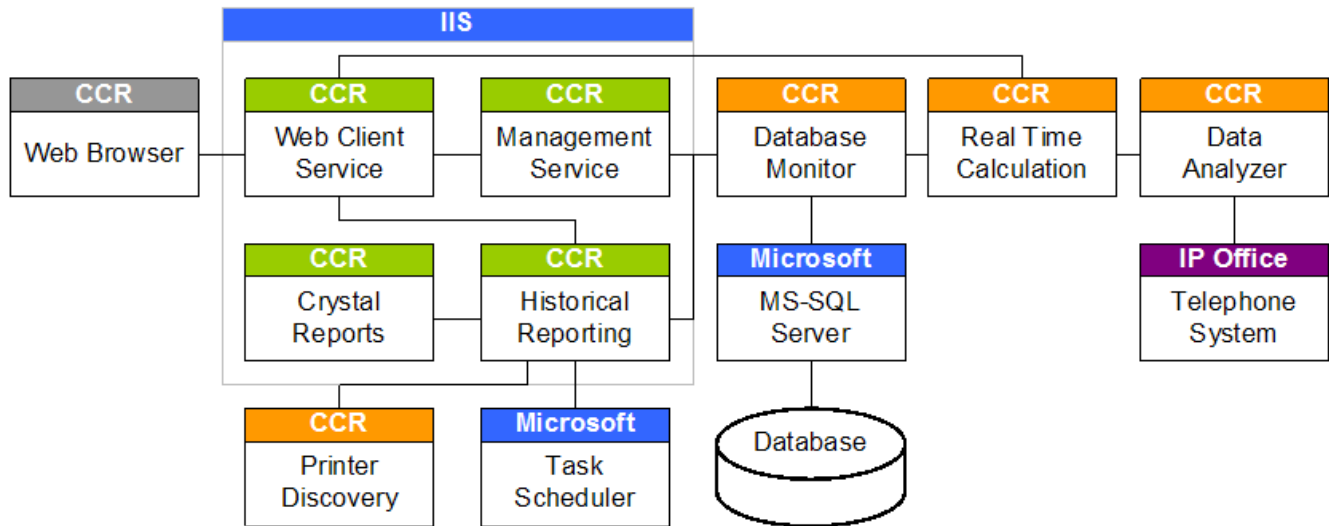 IIS
CCR
Web Browser
CCR
Web Client
Service
CCR
Management
Service
CCR
Database
Monitor
CCR
Real Time
Calculation
CCR
Data
Analyzer
CCR
Crystal
Reports
CCR
Historical
Reporting
Microsoft
MS-SQL
Server
IP Office
Telephone
System
CCR
Printer
Discovery
Microsoft
Task
Scheduler
Database